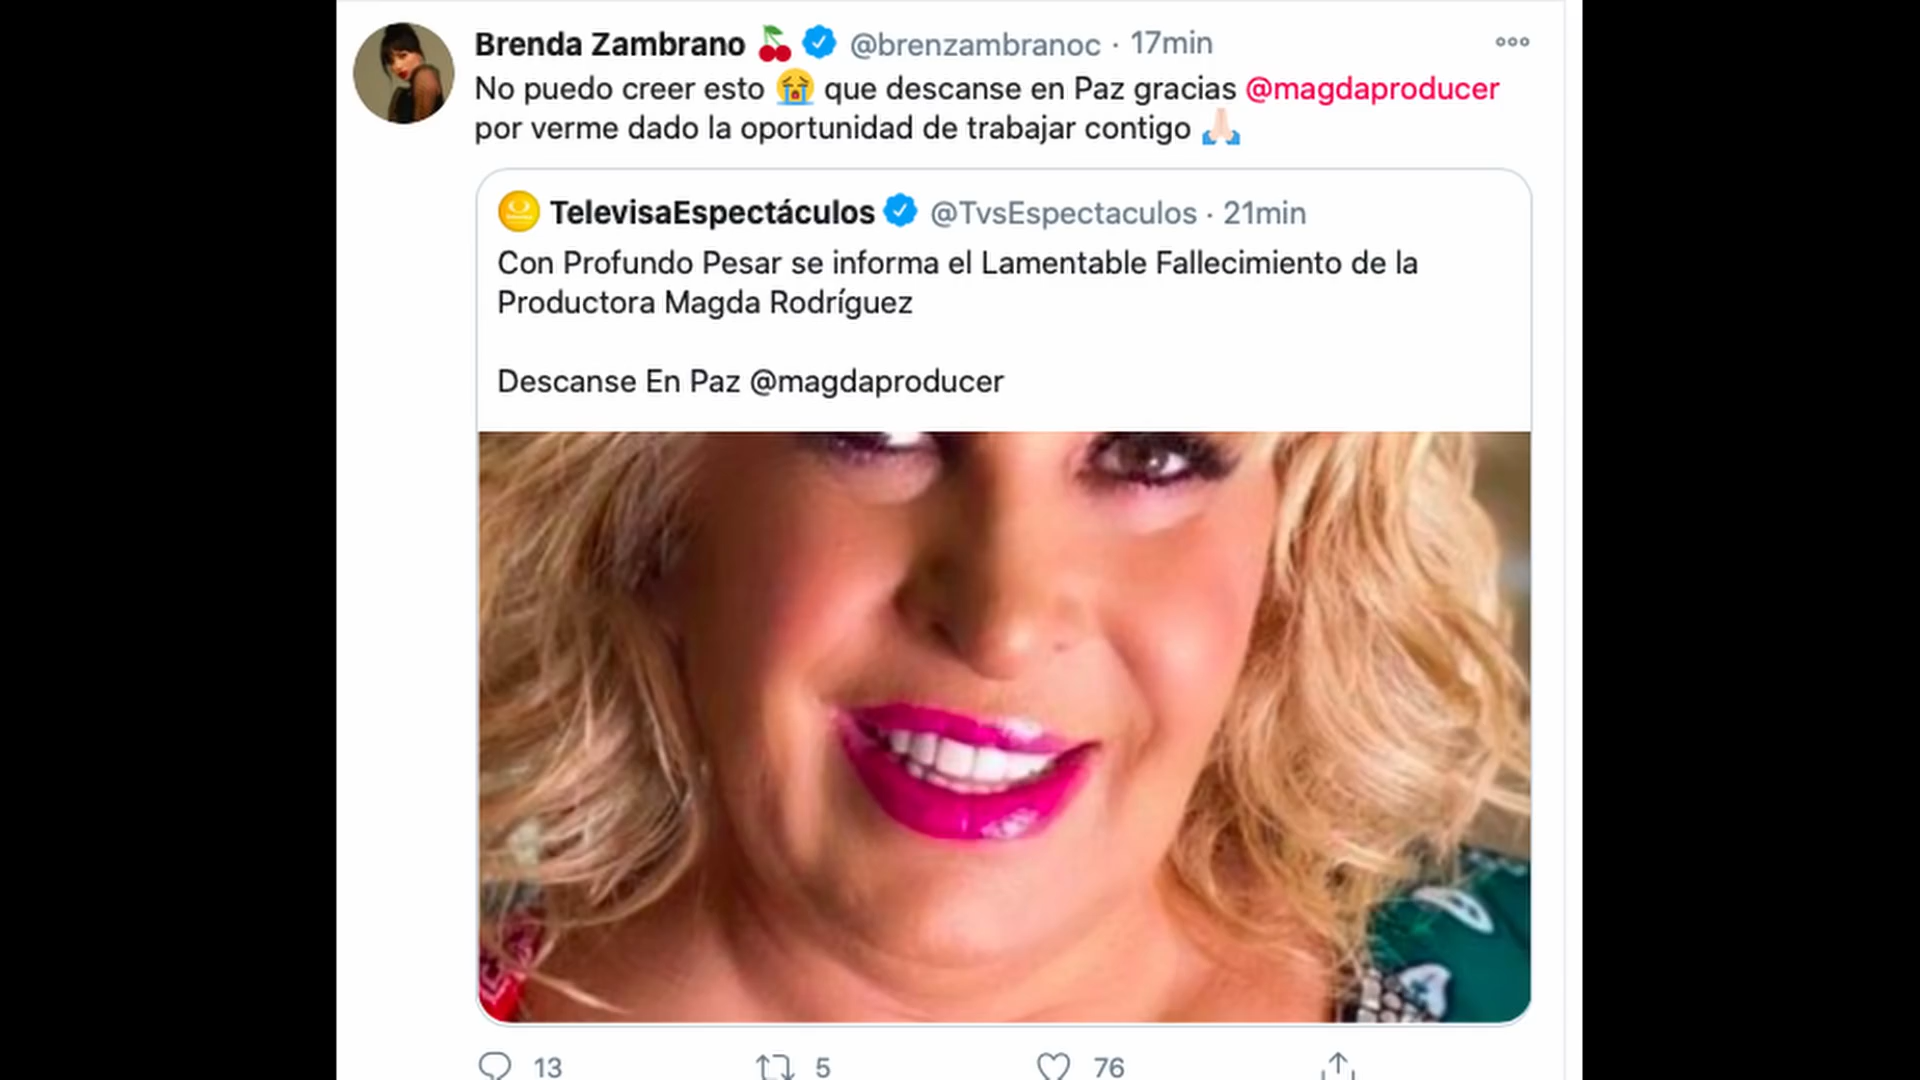 Brenda Zambrano 🍒 @brenzambranoc · 17min
No puedo creer esto 😭 que descanse en Paz gracias @magdaproducer
por verme dado la oportunidad de trabajar contigo 🙏🏻
TelevisaEspectáculos @TvsEspectaculos · 21min
Con Profundo Pesar se informa el Lamentable Fallecimiento de la
Productora Magda Rodríguez
Descanse En Paz @magdaproducer
13 5 76